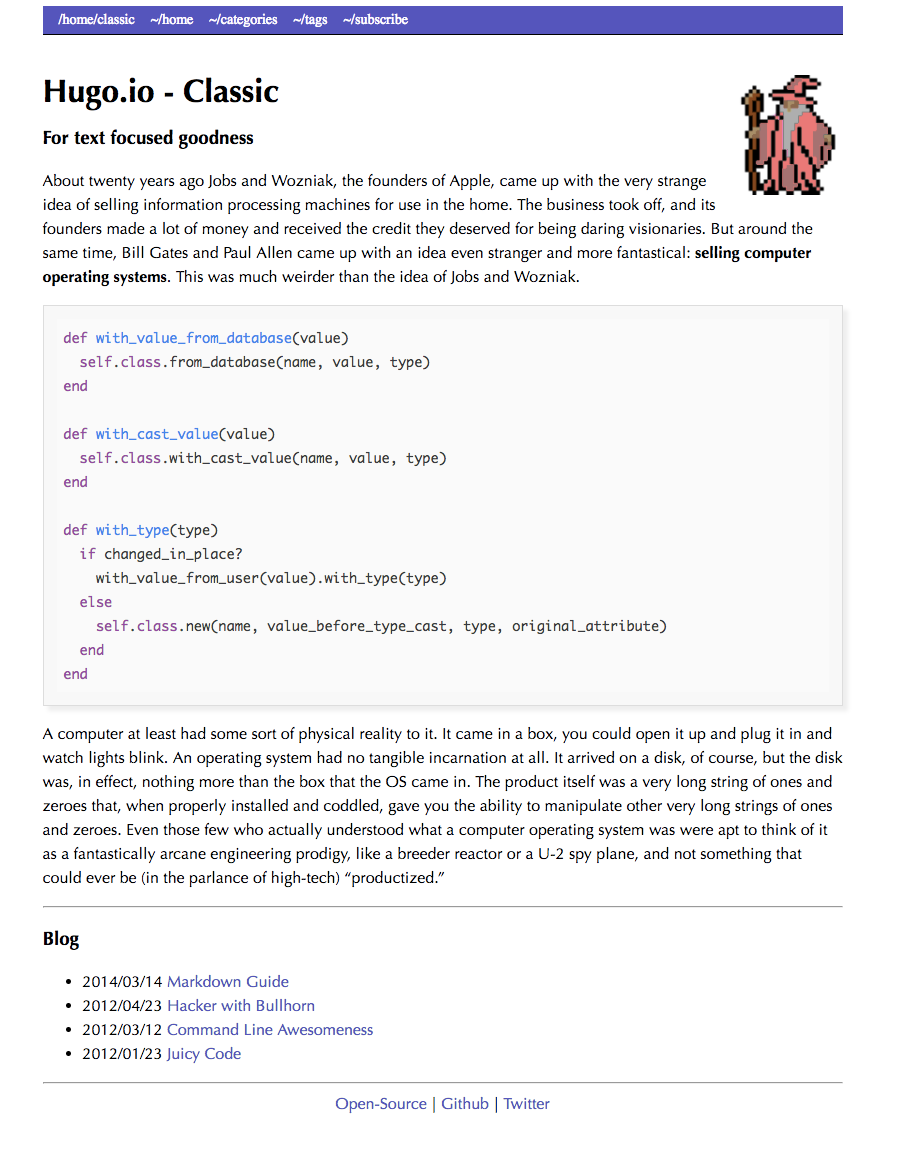 /home/classic ~/home ~/categories ~/tags ~/subscribe
Hugo.io - Classic
For text focused goodness
About twenty years ago Jobs and Wozniak, the founders of Apple, came up with the very strange
idea of selling information processing machines for use in the home. The business took off, and its
founders made a lot of money and received the credit they deserved for being daring visionaries. But around the
same time, Bill Gates and Paul Allen came up with an idea even stranger and more fantastical: selling computer
operating systems. This was much weirder than the idea of Jobs and Wozniak.
def with_value_from_database(value)
  self.class.from_database(name, value, type)
end
def with_cast_value(value)
  self.class.with_cast_value(name, value, type)
end
def with_type(type)
  if changed_in_place?
    with_value_from_user(value).with_type(type)
  else
    self.class.new(name, value_before_type_cast, type, original_attribute)
  end
end
A computer at least had some sort of physical reality to it. It came in a box, you could open it up and plug it in and
watch lights blink. An operating system had no tangible incarnation at all. It arrived on a disk, of course, but the disk
was, in effect, nothing more than the box that the OS came in. The product itself was a very long string of ones and
zeroes that, when properly installed and coddled, gave you the ability to manipulate other very long strings of ones
and zeroes. Even those few who actually understood what a computer operating system was were apt to think of it
as a fantastically arcane engineering prodigy, like a breeder reactor or a U-2 spy plane, and not something that
could ever be (in the parlance of high-tech) “productized.”
Blog
• 2014/03/14 Markdown Guide
• 2012/04/23 Hacker with Bullhorn
• 2012/03/12 Command Line Awesomeness
• 2012/01/23 Juicy Code
Open-Source | Github | Twitter